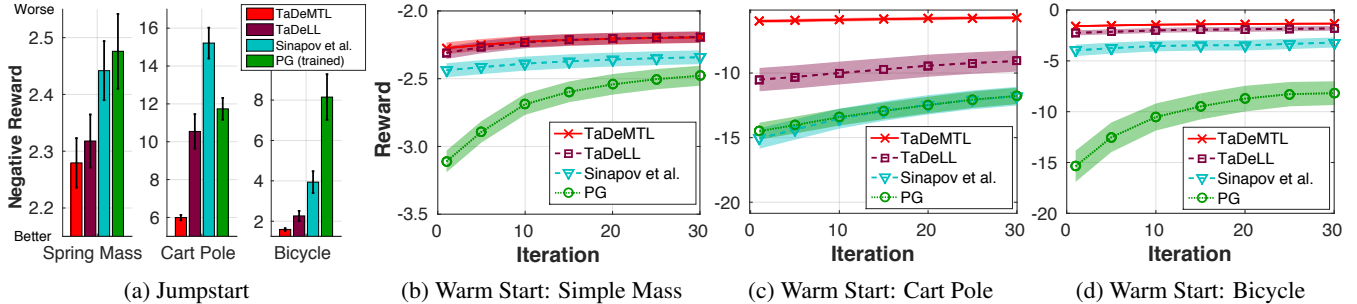 Worse
Better
Negative Reward
2.5
2.4
2.3
2.2
Spring Mass
16
14
12
10
8
6
Cart Pole
8
6
4
2
Bicycle
TaDeMTL
TaDeLL
Sinapov et al.
PG (trained)
(a) Jumpstart
Reward
-2.0
-2.5
-3.0
-3.5
0
10
20
30
Iteration
TaDeMTL
TaDeLL
Sinapov et al.
PG
(b) Warm Start: Simple Mass
-10
-15
-20
0
10
20
30
Iteration
TaDeMTL
TaDeLL
Sinapov et al.
PG
(c) Warm Start: Cart Pole
0
-5
-10
-15
-20
0
10
20
30
Iteration
TaDeMTL
TaDeLL
Sinapov et al.
PG
(d) Warm Start: Bicycle